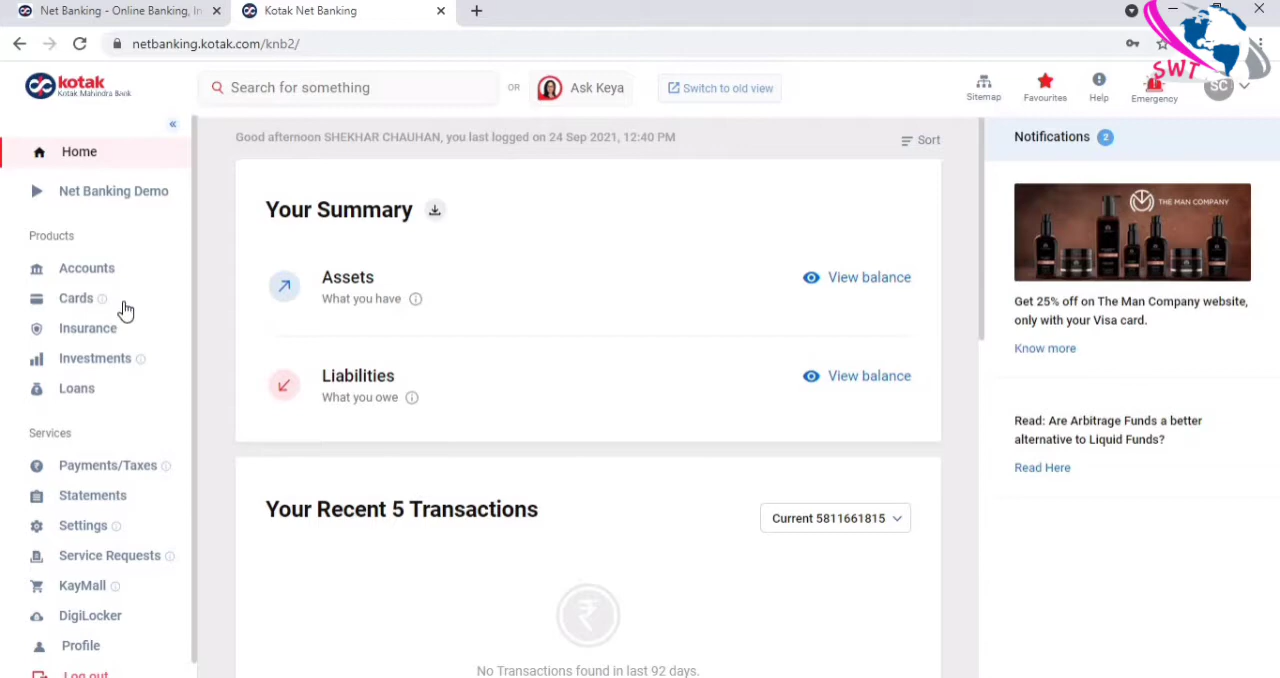 Net Banking - Online Banking, In
Kotak Net Banking
netbanking.kotak.com/knb2/
SWT
kotak
Kotak Mahindra Bank
Search for something
OR
Ask Keya
Switch to old view
Sitemap
Favourites
Help
Emergency
SC
Home
Net Banking Demo
Products
Accounts
Cards
Insurance
Investments
Loans
Services
Payments/Taxes
Statements
Settings
Service Requests
KayMall
DigiLocker
Profile
Log out
Good afternoon SHEKHAR CHAUHAN, you last logged on 24 Sep 2021, 12:40 PM
Sort
Your Summary
Assets
What you have
View balance
Liabilities
What you owe
View balance
Your Recent 5 Transactions
Current 5811661815
₹
No Transactions found in last 92 days.
Notifications 2
THE MAN COMPANY
Get 25% off on The Man Company website,
only with your Visa card.
Know more
Read: Are Arbitrage Funds a better
alternative to Liquid Funds?
Read Here